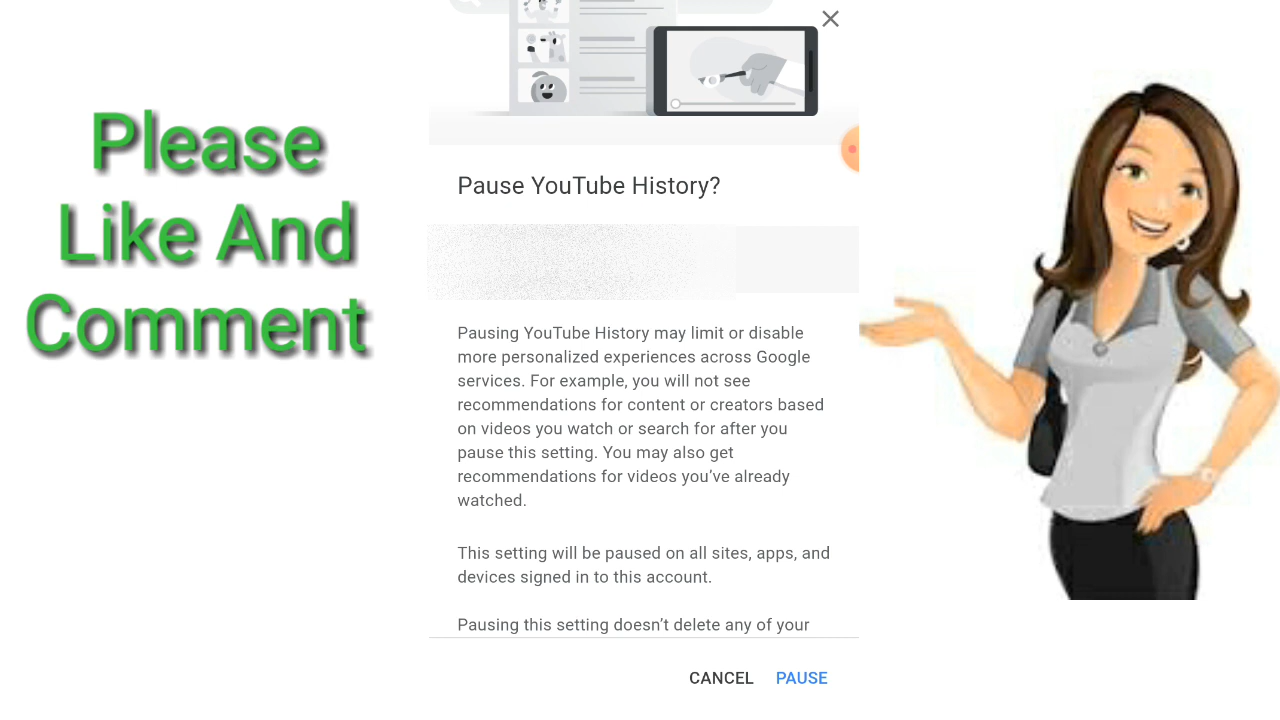 Please
Like And
Comment
Pause YouTube History?
Pausing YouTube History may limit or disable
more personalized experiences across Google
services. For example, you will not see
recommendations for content or creators based
on videos you watch or search for after you
pause this setting. You may also get
recommendations for videos you’ve already
watched.
This setting will be paused on all sites, apps, and
devices signed in to this account.
Pausing this setting doesn’t delete any of your
CANCEL PAUSE